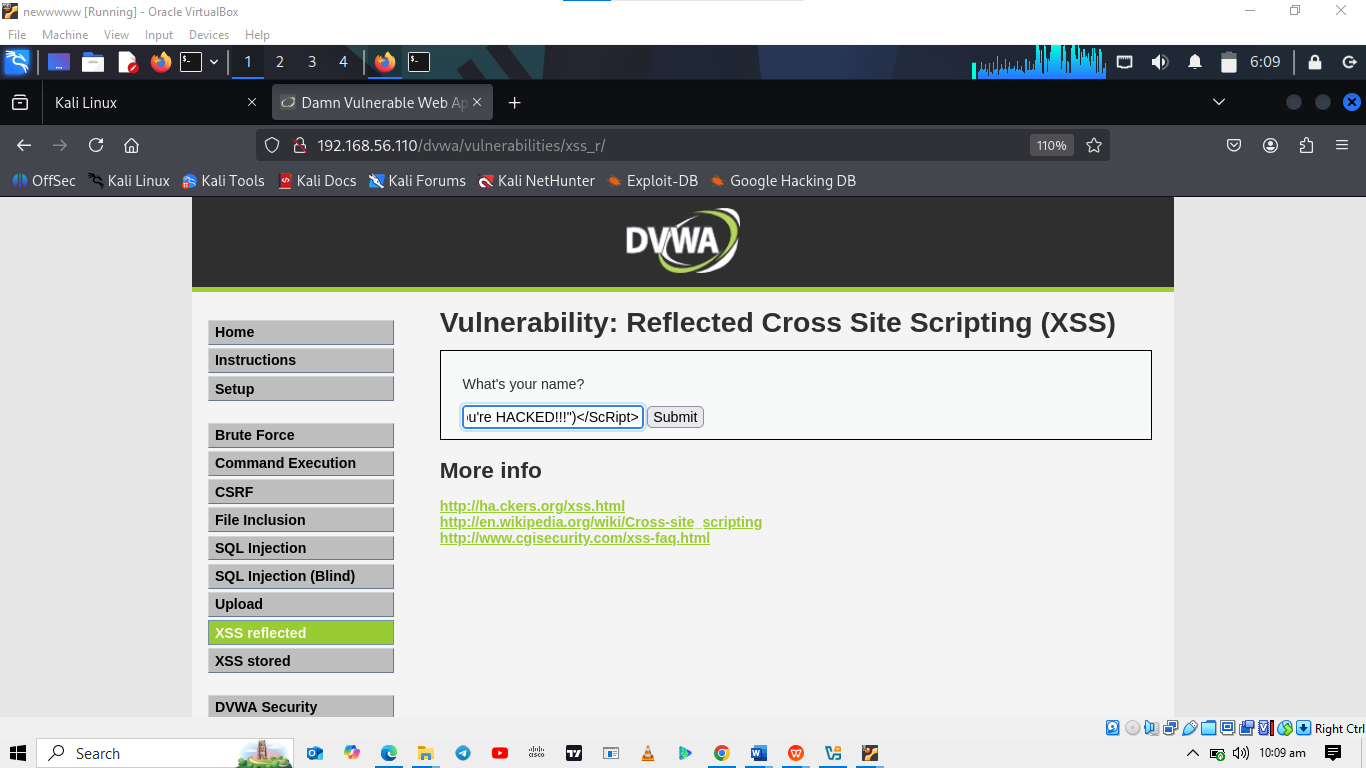 newwwww [Running] - Oracle VirtualBox
File Machine View Input Devices Help
1 2 3 4 6:09
Kali Linux Damn Vulnerable Web Ap
192.168.56.110/dvwa/vulnerabilities/xss_r/ 110%
OffSec Kali Linux Kali Tools Kali Docs Kali Forums Kali NetHunter Exploit-DB Google Hacking DB
DVWA
Vulnerability: Reflected Cross Site Scripting (XSS)
Home
Instructions
Setup
Brute Force
Command Execution
CSRF
File Inclusion
SQL Injection
SQL Injection (Blind)
Upload
XSS reflected
XSS stored
DVWA Security
What's your name?
ou're HACKED!!!")</ScRipt> Submit
More info
http://ha.ckers.org/xss.html
http://en.wikipedia.org/wiki/Cross-site_scripting
http://www.cgisecurity.com/xss-faq.html
Right Ctrl
Search 10:09 am